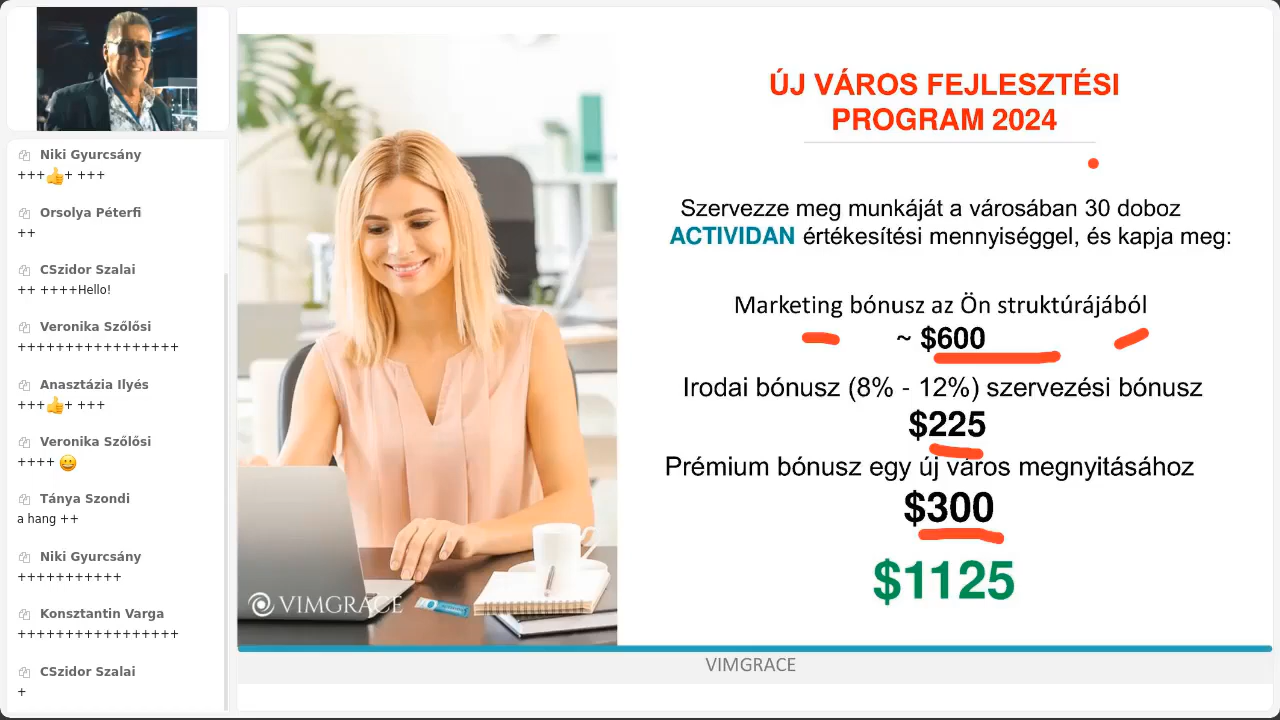 Niki Gyurcsány
+++👍+ +++
Orsolya Péterfi
++
CSzidor Szalai
++ ++++Hello!
Veronika Szőlősi
+++++++++++++++++
Anasztázia Ilyés
+++👍+ +++
Veronika Szőlősi
++++ 😀
Tánya Szondi
a hang ++
Niki Gyurcsány
+++++++++++
Konsztantin Varga
+++++++++++++++++
CSzidor Szalai
+
ÚJ VÁROS FEJLESZTÉSI
PROGRAM 2024
Szervezze meg munkáját a városában 30 doboz
ACTIVIDAN értékesítési mennyiséggel, és kapja meg:
Marketing bónusz az Ön struktúrájából
~ $600
Irodai bónusz (8% - 12%) szervezési bónusz
$225
Prémium bónusz egy új város megnyitásához
$300
$1125
VIMGRACE
VIMGRACE